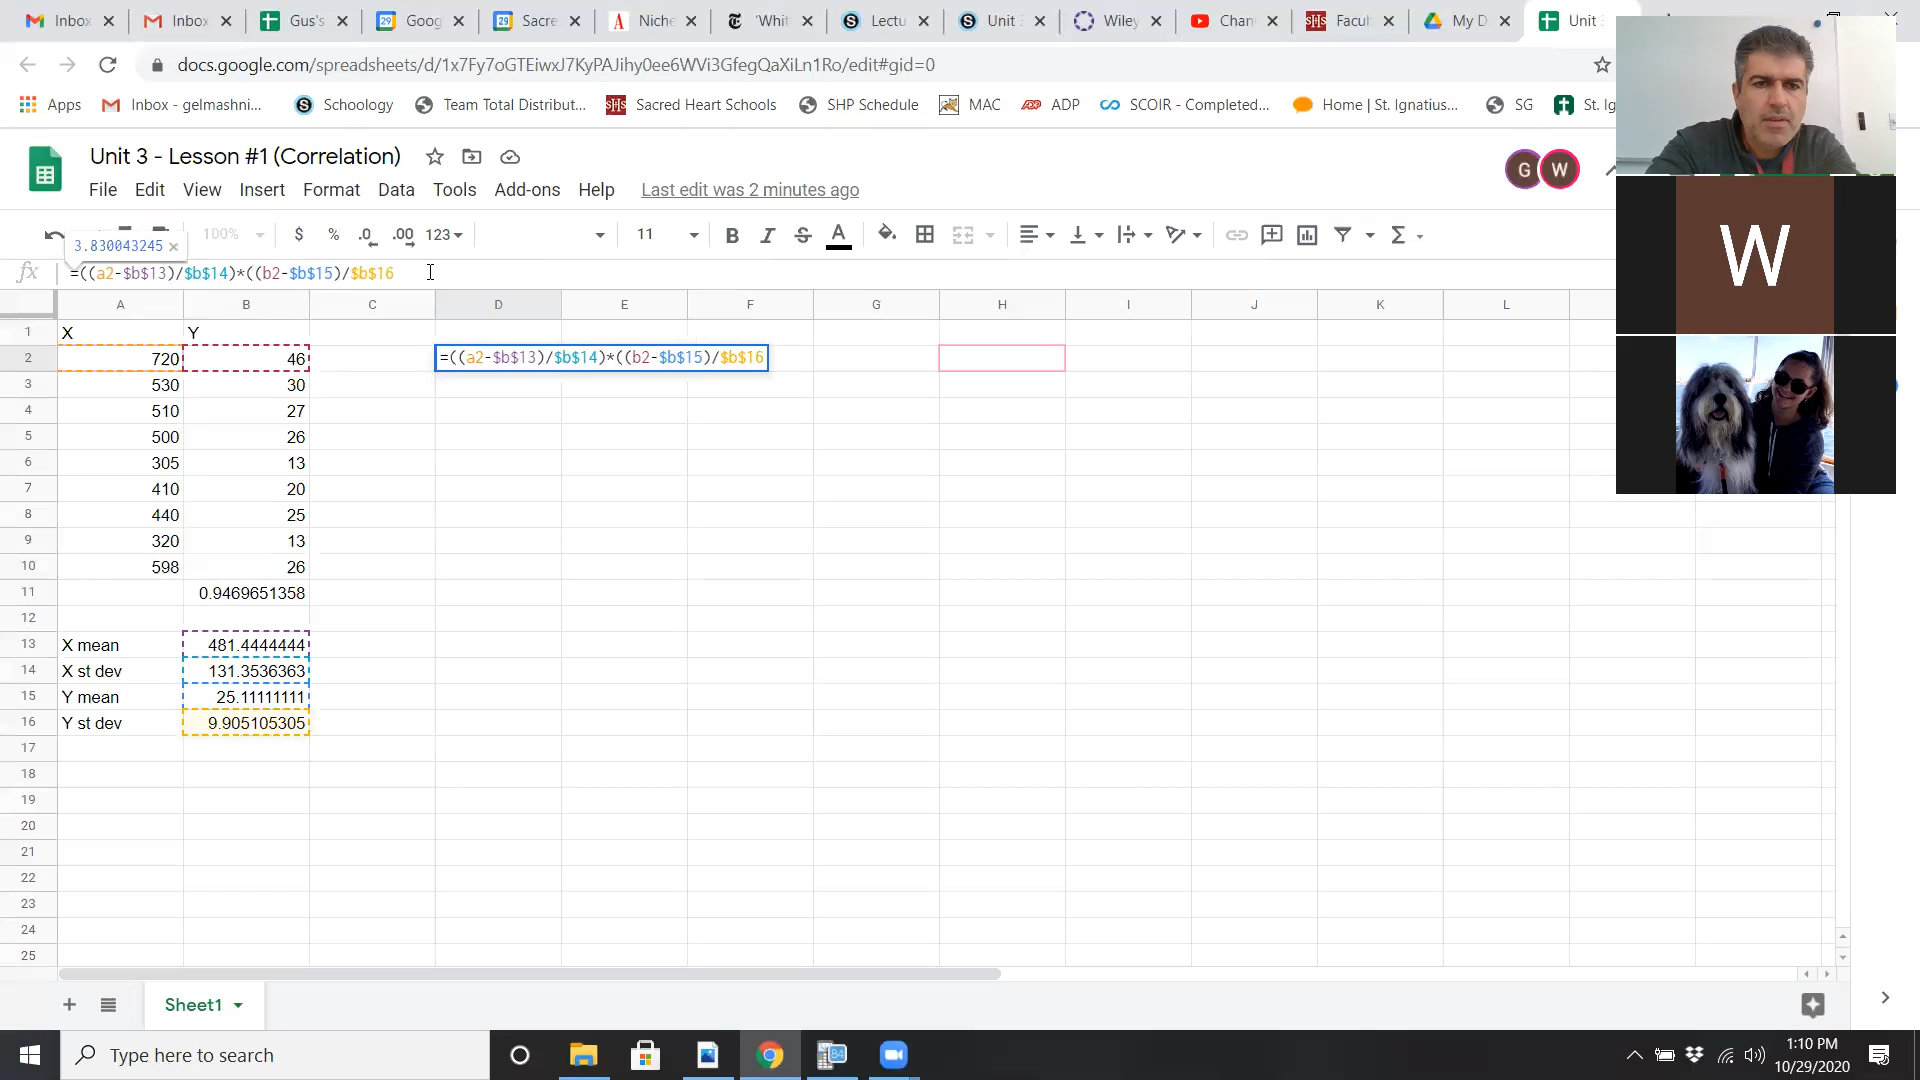 Inbox
Inbox
Gus's
29 Goog
29 Sacre
Niche
'Whit
Lectu
Unit
Wiley
Chan
Facul
My D
Unit
docs.google.com/spreadsheets/d/1x7Fy7oGTEiwxJ7KyPAJihy0ee6WVi3GfegQaXiLn1Ro/edit#gid=0
Apps
Inbox - gelmashni...
Schoology
Team Total Distribut...
Sacred Heart Schools
SHP Schedule
MAC
ADP
SCOIR - Completed...
Home | St. Ignatius...
SG
St. Ig
Unit 3 - Lesson #1 (Correlation)
File Edit View Insert Format Data Tools Add-ons Help Last edit was 2 minutes ago
G W
W
100% $ % .0 .00 123 11 B I S A
3.830043245 ×
fx =((a2-$b$13)/$b$14)*((b2-$b$15)/$b$16
A B C D E F G H I J K L
1 X Y
2 720 46 =((a2-$b$13)/$b$14)*((b2-$b$15)/$b$16
3 530 30
4 510 27
5 500 26
6 305 13
7 410 20
8 440 25
9 320 13
10 598 26
11 0.9469651358
12
13 X mean 481.4444444
14 X st dev 131.3536363
15 Y mean 25.11111111
16 Y st dev 9.905105305
17
18
19
20
21
22
23
24
25
Sheet1
Type here to search
1:10 PM
10/29/2020